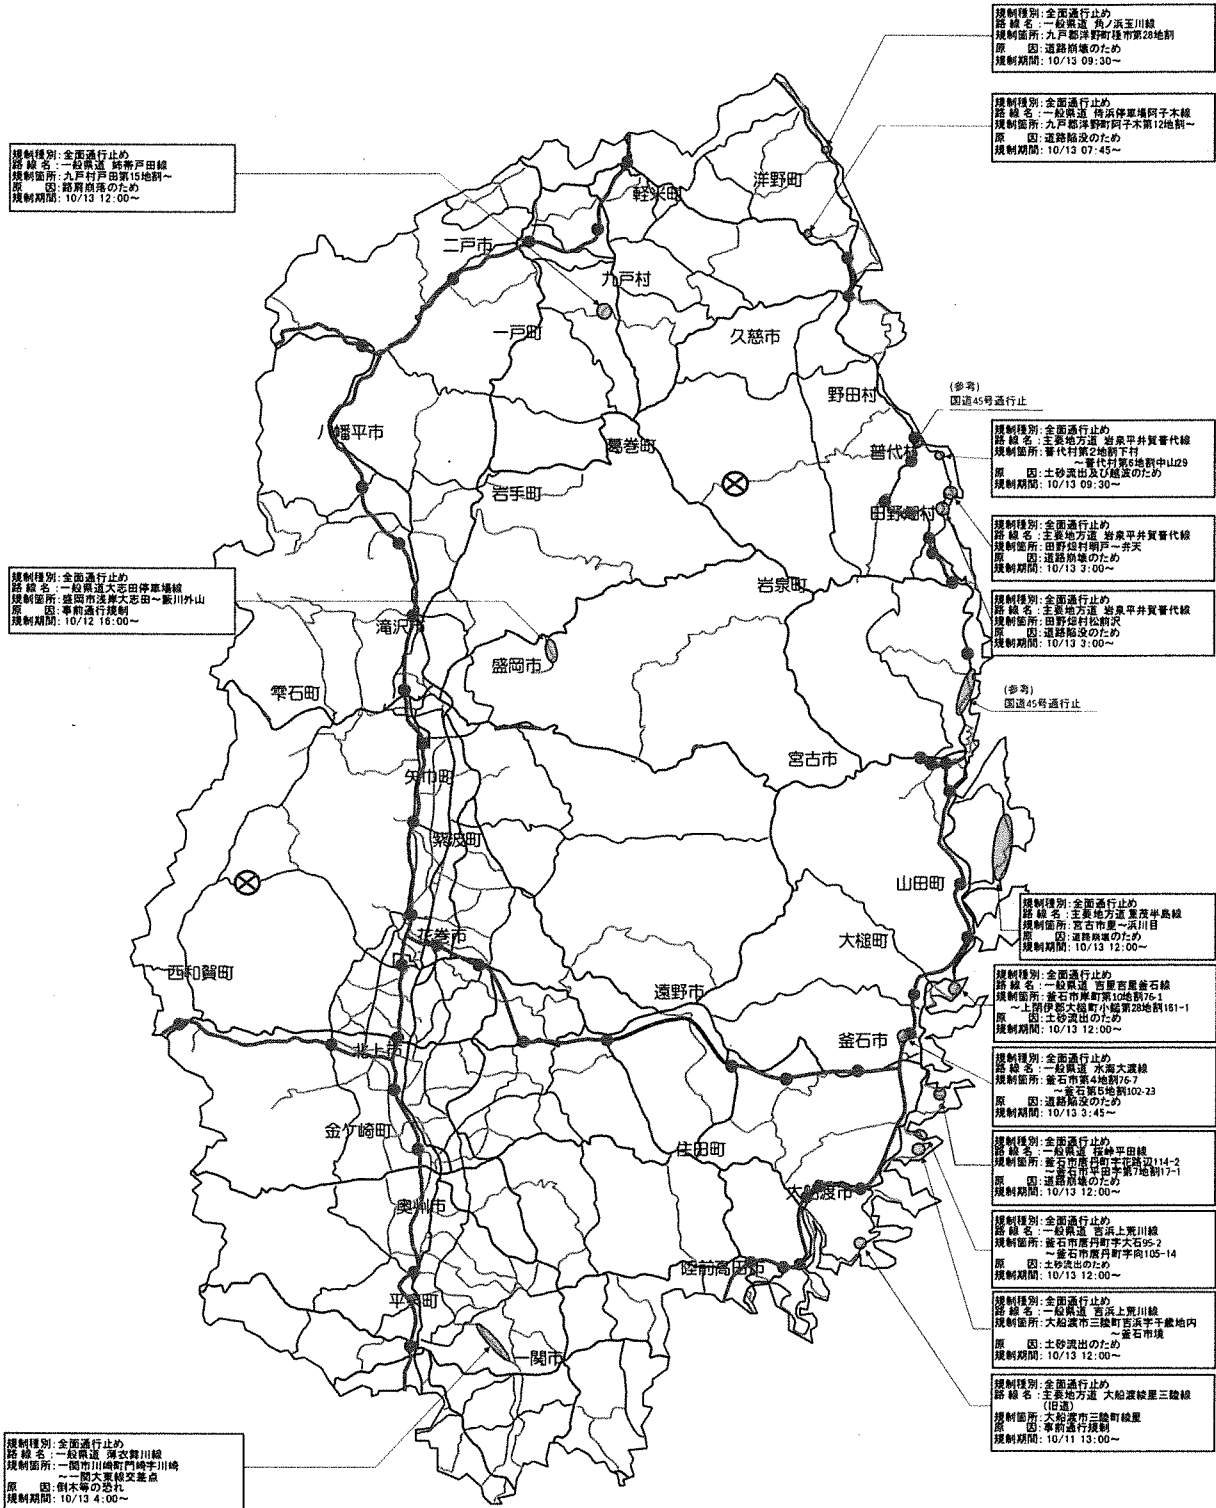 規制種別:全面通行止め
路線名:一般県道 角ノ浜玉川線
規制箇所:九戸郡洋野町種市第28地割
原因:道路崩壊のため
規制期間:10/13 09:30~
規制種別:全面通行止め
路線名:一般県道 侍浜停車場阿子木線
規制箇所:九戸郡洋野町阿子木第12地割~
原因:道路陥没のため
規制期間:10/13 07:45~
規制種別:全面通行止め
路線名:一般県道 姉帯戸田線
規制箇所:九戸村戸田第15地割~
原因:路肩崩落のため
規制期間:10/13 12:00~
洋野町
軽米町
二戸市
九戸村
一戸町
久慈市
野田村
(参考)
国道45号通行止
八幡平市
葛巻町
普代村
岩手町
田野畑村
規制種別:全面通行止め
路線名:主要地方道 岩泉平井賀普代線
規制箇所:普代村第2地割下村
~普代村第6地割中山29
原因:土砂流出及び越波のため
規制期間:10/13 09:30~
規制種別:全面通行止め
路線名:主要地方道 岩泉平井賀普代線
規制箇所:田野畑村明戸~弁天
原因:道路崩壊のため
規制期間:10/13 3:00~
規制種別:全面通行止め
路線名:一般県道大志田停車場線
規制箇所:盛岡市浅岸大志田~薮川外山
原因:事前通行規制
規制期間:10/12 16:00~
岩泉町
滝沢市
盛岡市
雫石町
規制種別:全面通行止め
路線名:主要地方道 岩泉平井賀普代線
規制箇所:田野畑村松前沢
原因:道路陥没のため
規制期間:10/13 3:00~
(参考)
国道45号通行止
宮古市
矢巾町
紫波町
山田町
花巻市
大槌町
西和賀町
遠野市
釜石市
北上市
規制種別:全面通行止め
路線名:主要地方道 重茂半島線
規制箇所:宮古市里~浜川目
原因:道路崩壊のため
規制期間:10/13 12:00~
規制種別:全面通行止め
路線名:一般県道 吉里吉里釜石線
規制箇所:釜石市岸町第10地割76-1
~上閉伊郡大槌町小鎚第28地割161-1
原因:土砂流出のため
規制期間:10/13 12:00~
規制種別:全面通行止め
路線名:一般県道 水海大渡線
規制箇所:釜石市第4地割76-7
~釜石第5地割102-23
原因:道路陥没のため
規制期間:10/13 3:45~
金ケ崎町
住田町
規制種別:全面通行止め
路線名:一般県道 桜峠平田線
規制箇所:釜石市唐丹町字花路辺114-2
~釜石市平田字第7地割17-1
原因:道路崩壊のため
規制期間:10/13 12:00~
奥州市
大船渡市
規制種別:全面通行止め
路線名:一般県道 吉浜上荒川線
規制箇所:釜石市唐丹町字大石95-2
~釜石市唐丹町字向105-14
原因:土砂流出のため
規制期間:10/13 12:00~
陸前高田市
平泉町
一関市
規制種別:全面通行止め
路線名:一般県道 吉浜上荒川線
規制箇所:大船渡市三陸町吉浜字千歳地内
~釜石市境
原因:土砂流出のため
規制期間:10/13 12:00~
規制種別:全面通行止め
路線名:主要地方道 大船渡綾里三陸線
(旧道)
規制箇所:大船渡市三陸町綾里
原因:事前通行規制
規制期間:10/11 13:00~
規制種別:全面通行止め
路線名:一般県道 薄衣舞川線
規制箇所:一関市川崎町門崎字川崎
~一関大東線交差点
原因:倒木等の恐れ
規制期間:10/13 4:00~